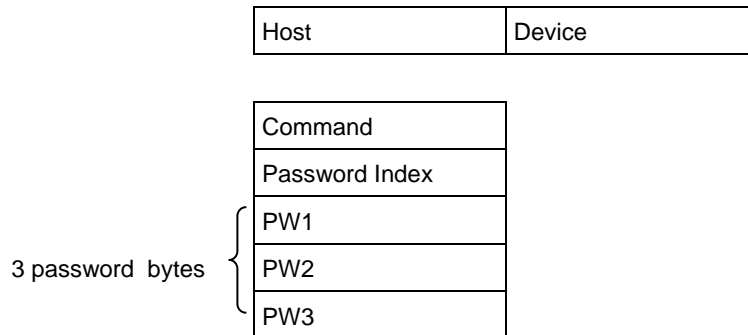 Host Device
Command
Password Index
PW1
3 password bytes
PW2
PW3